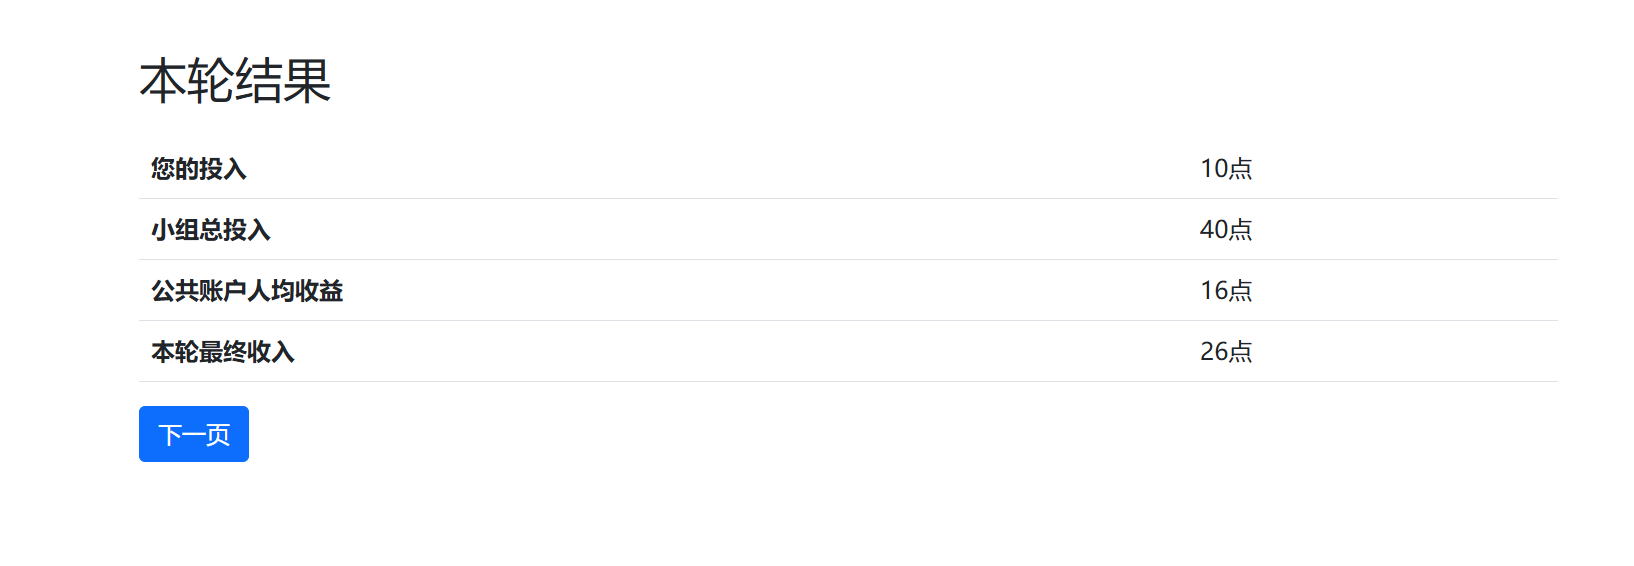 本轮结果
您的投入 10点
小组总投入 40点
公共账户人均收益 16点
本轮最终收入 26点
下一页